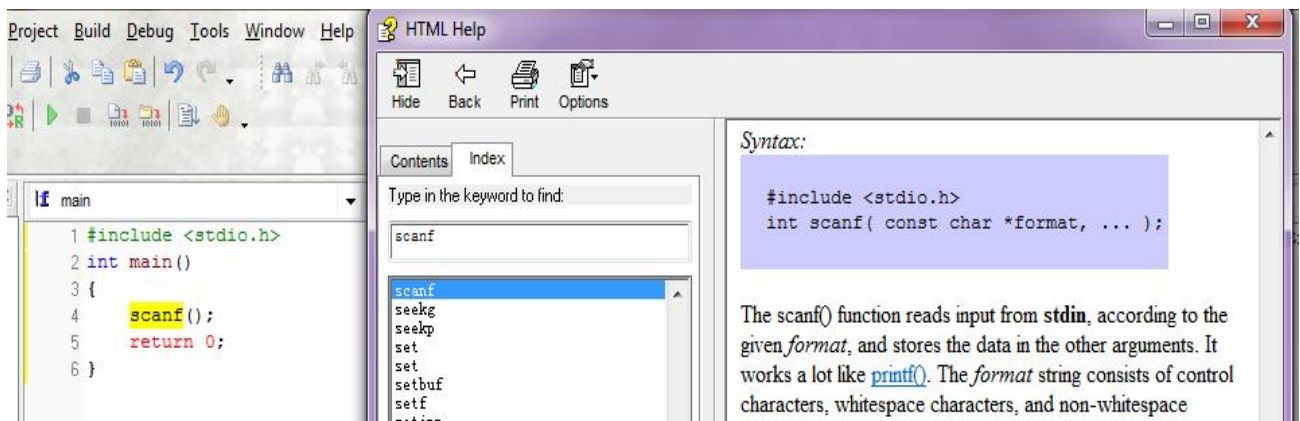 Project Build Debug Tools Window Help
main
1 #include <stdio.h>
2 int main()
3 {
4 scanf();
5 return 0;
6 }
HTML Help
Hide Back Print Options
Contents Index
Type in the keyword to find:
scanf
scanf
seekg
seekp
set
set
setbuf
setf
Syntax:
#include <stdio.h>
int scanf( const char *format, ... );
The scanf() function reads input from stdin, according to the
given format, and stores the data in the other arguments. It
works a lot like printf(). The format string consists of control
characters, whitespace characters, and non-whitespace